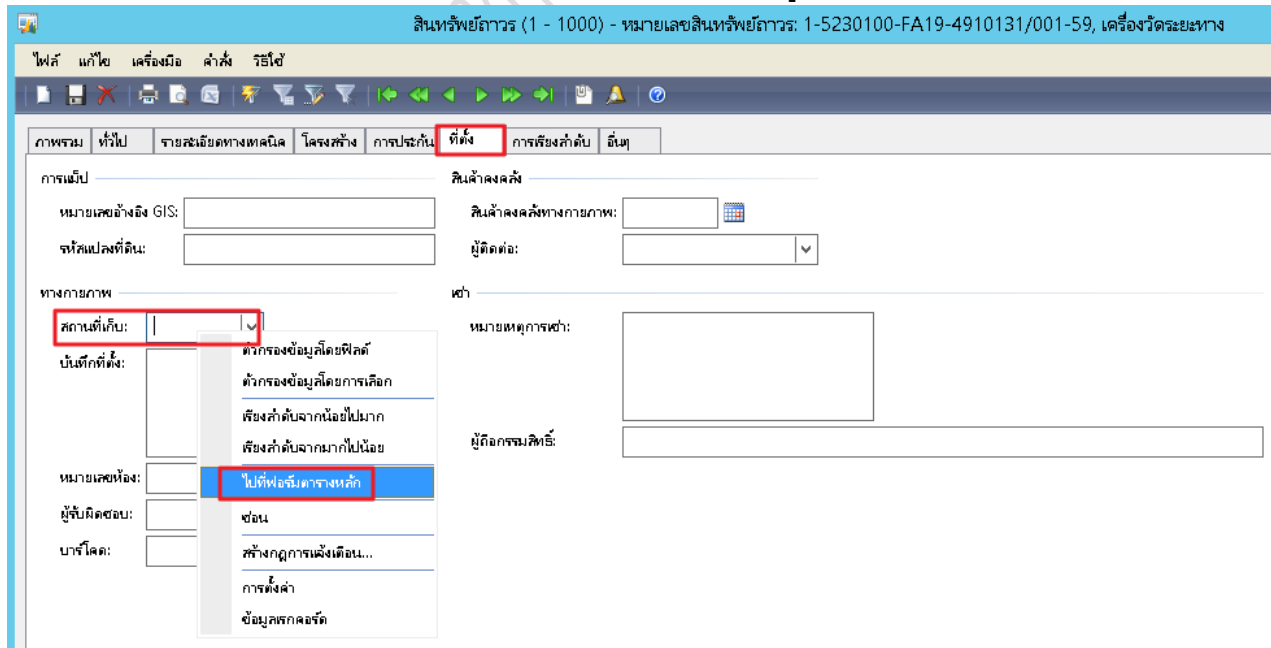 สินทรัพย์ถาวร (1 - 1000) - หมายเลขสินทรัพย์ถาวร: 1-5230100-FA19-4910131/001-59, เครื่องวัดระยะทาง
ไฟล์ แก้ไข เครื่องมือ คำสั่ง วิธีใช้
ภาพรวม ทั่วไป รายละเอียดทางเทคนิค โครงสร้าง การประกัน ที่ตั้ง การเรียงลำดับ อื่นๆ
การแม็ป สินค้าคงคลัง
หมายเลขอ้างอิง GIS: สินค้าคงคลังทางกายภาพ:
รหัสแปลงที่ดิน: ผู้ติดต่อ:
ทางกายภาพ เช่า
สถานที่เก็บ: หมายเหตุการเช่า:
ตัวกรองข้อมูลโดยฟิลด์
บันทึกที่ตั้ง:
ตัวกรองข้อมูลโดยการเลือก
เรียงลำดับจากน้อยไปมาก
เรียงลำดับจากมากไปน้อย ผู้ถือกรรมสิทธิ์:
หมายเลขห้อง: ไปที่ฟอร์มตารางหลัก
ผู้รับผิดชอบ: ซ่อน
บาร์โคด: สร้างกฎการแจ้งเตือน...
การตั้งค่า
ข้อมูลเรกคอร์ด